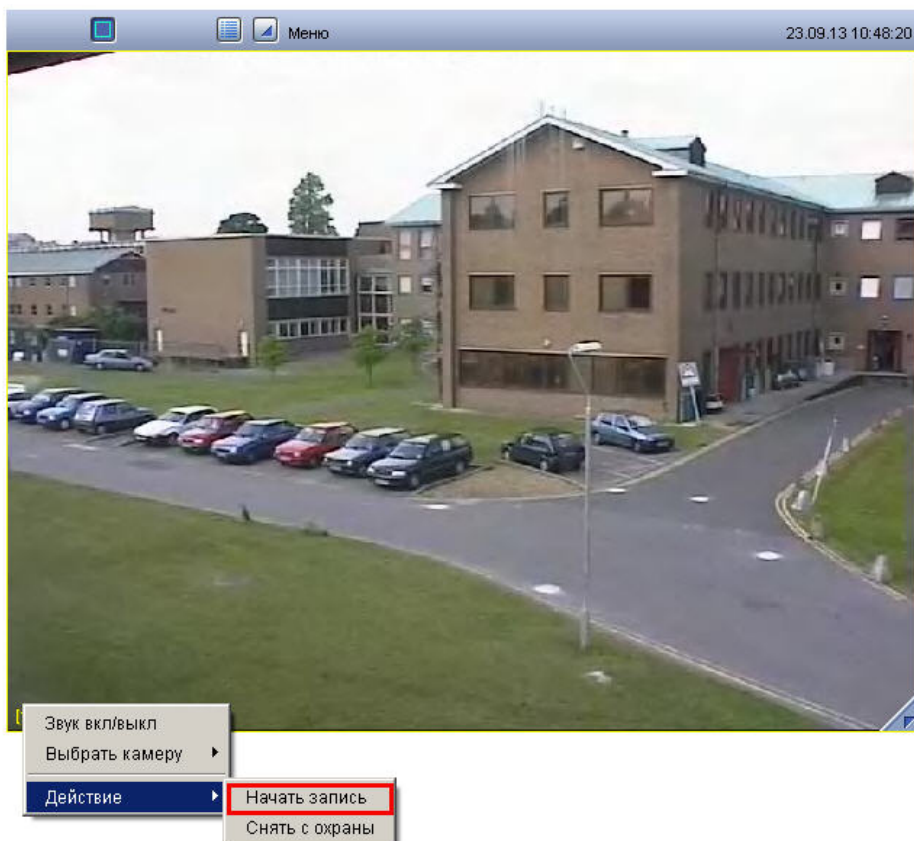 Меню
23.09.13 10:48:20
Звук вкл/выкл
Выбрать камеру
Действие
Начать запись
Снять с охраны